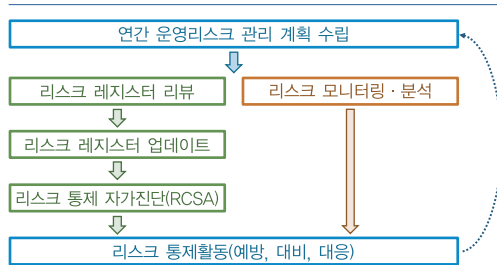 연간 운영리스크 관리 계획 수립
리스크 레지스터 리뷰
리스크 모니터링 · 분석
리스크 레지스터 업데이트
리스크 통제 자가진단(RCSA)
리스크 통제활동(예방, 대비, 대응)